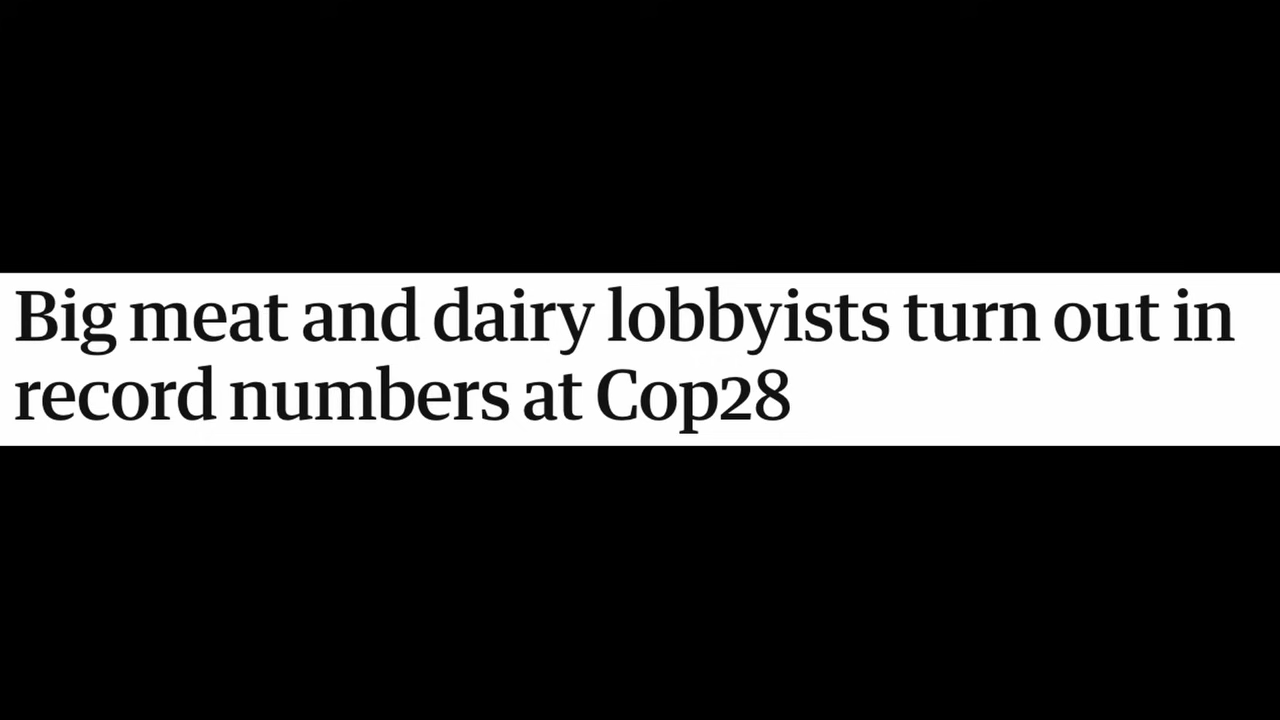 Big meat and dairy lobbyists turn out in
record numbers at Cop28